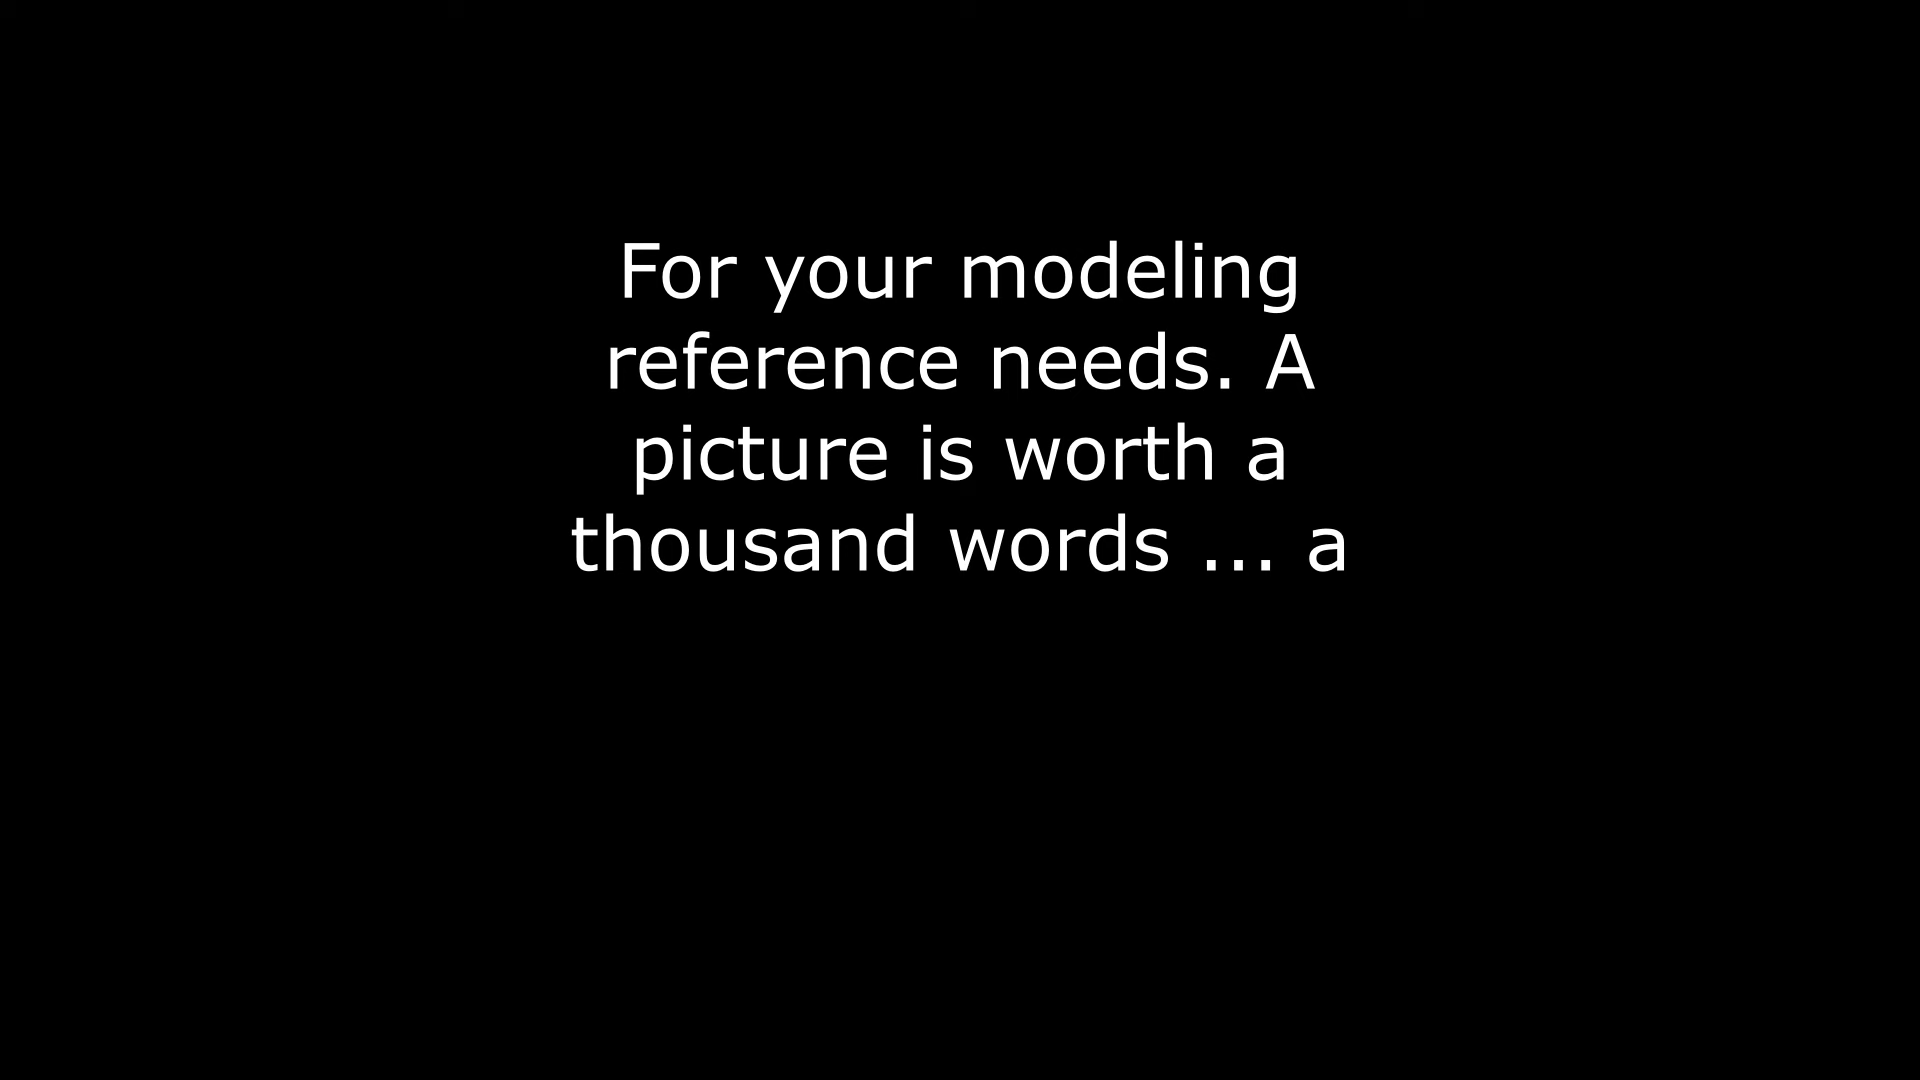 For your modeling
reference needs. A
picture is worth a
thousand words ... a